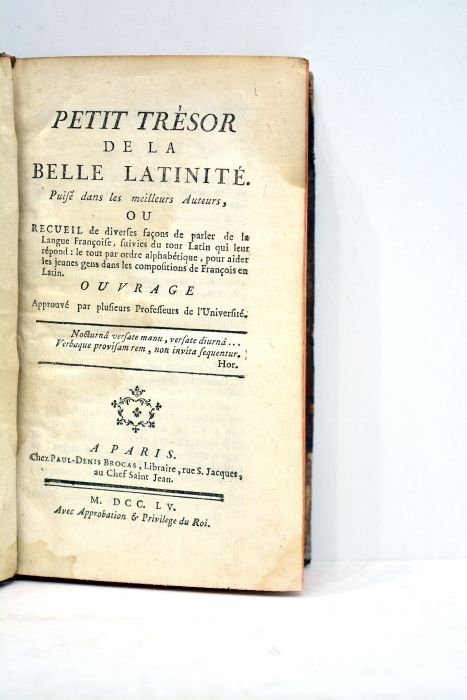 PETIT TRÈSOR
DE LA
BELLE LATINITÉ.
Puiſé dans les meilleurs Auteurs,
OU
RECUEIL de diverſes façons de parler de la
Langue Françoiſe, ſuivies du tour Latin qui leur
répond : le tout par ordre alphabétique, pour aider
les jeunes gens dans les compoſitions de François en
Latin.
OUVRAGE
Approuvé par pluſieurs Profeſſeurs de l'Univerſité.
Nocturnâ verſate manu, verſate diurnâ...
Verbaque proviſam rem, non invita ſequentur.
Hor.
A PARIS.
Chez PAUL-DENIS BROCAS, Libraire, rue S. Jacques,
au Chef Saint Jean.
M. DCC. LV.
Avec Approbation & Privilege du Roi.